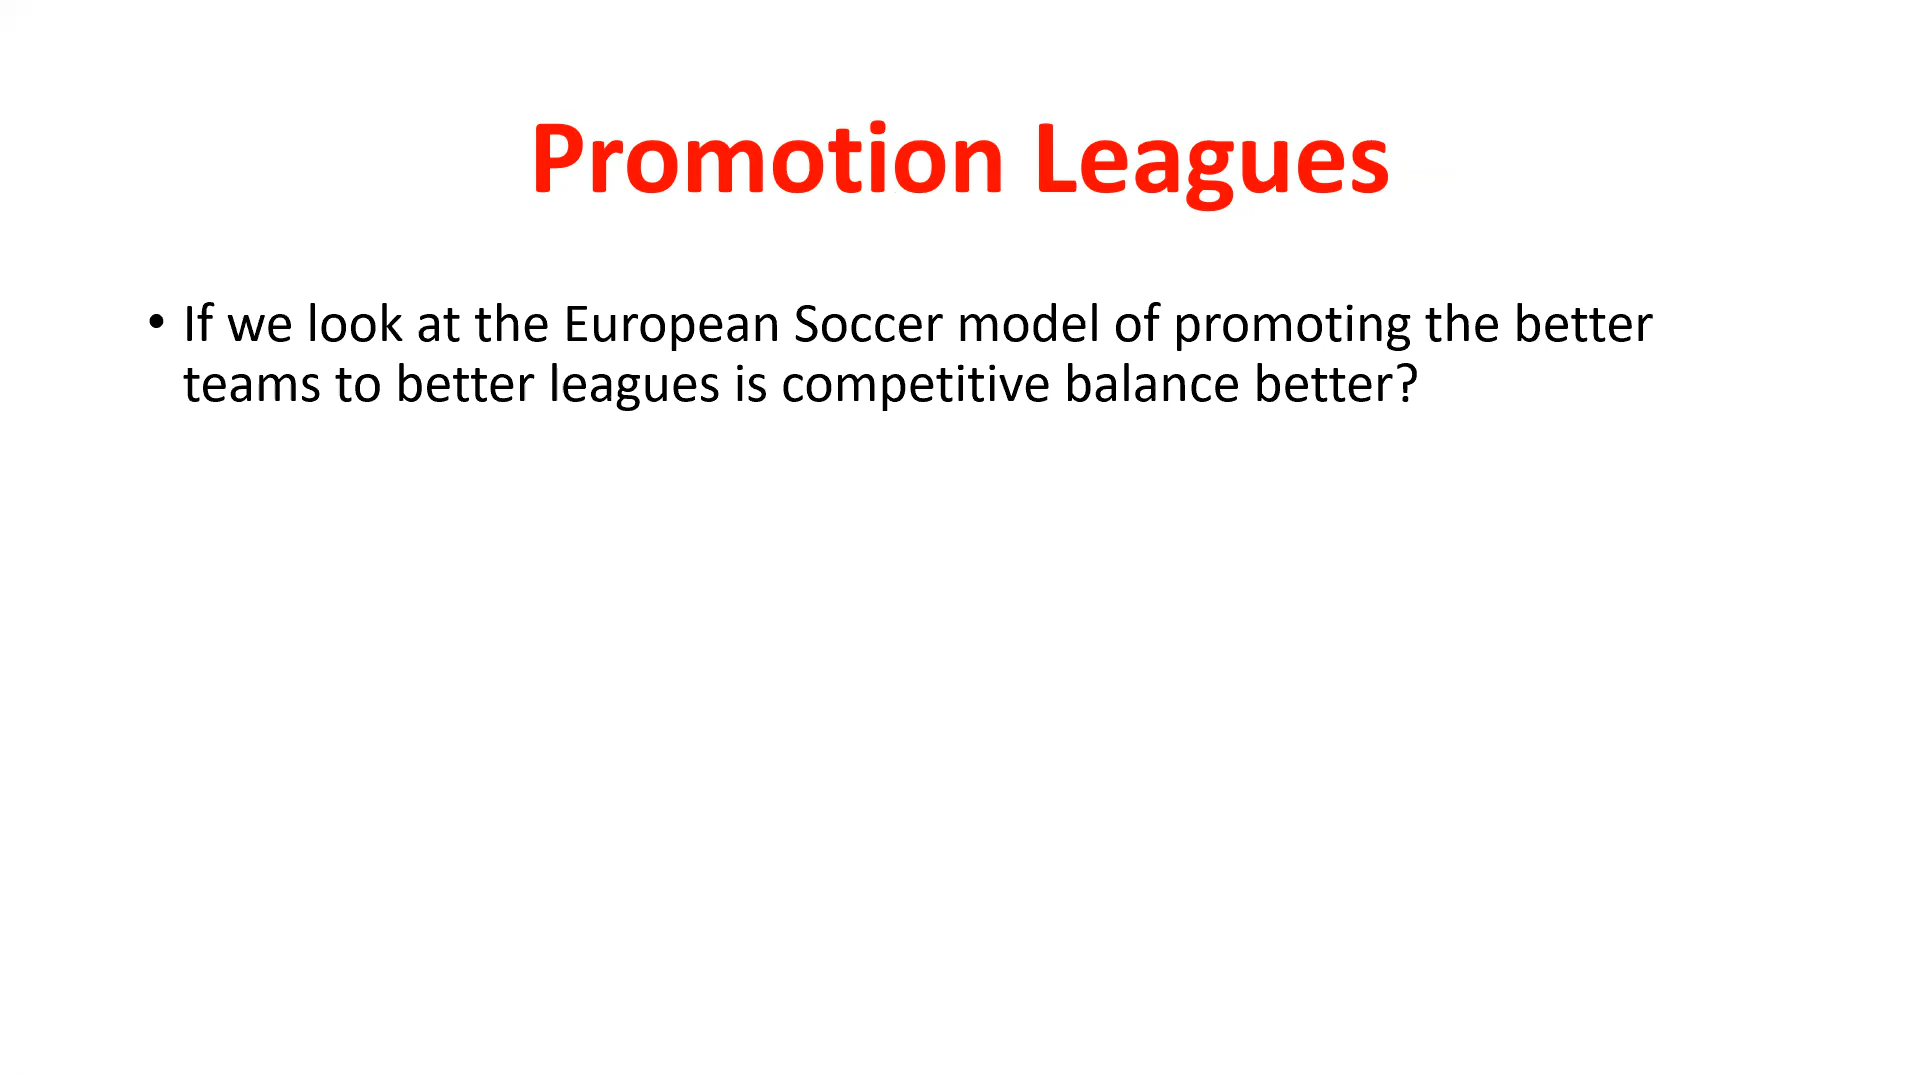 Promotion Leagues
• If we look at the European Soccer model of promoting the better
teams to better leagues is competitive balance better?